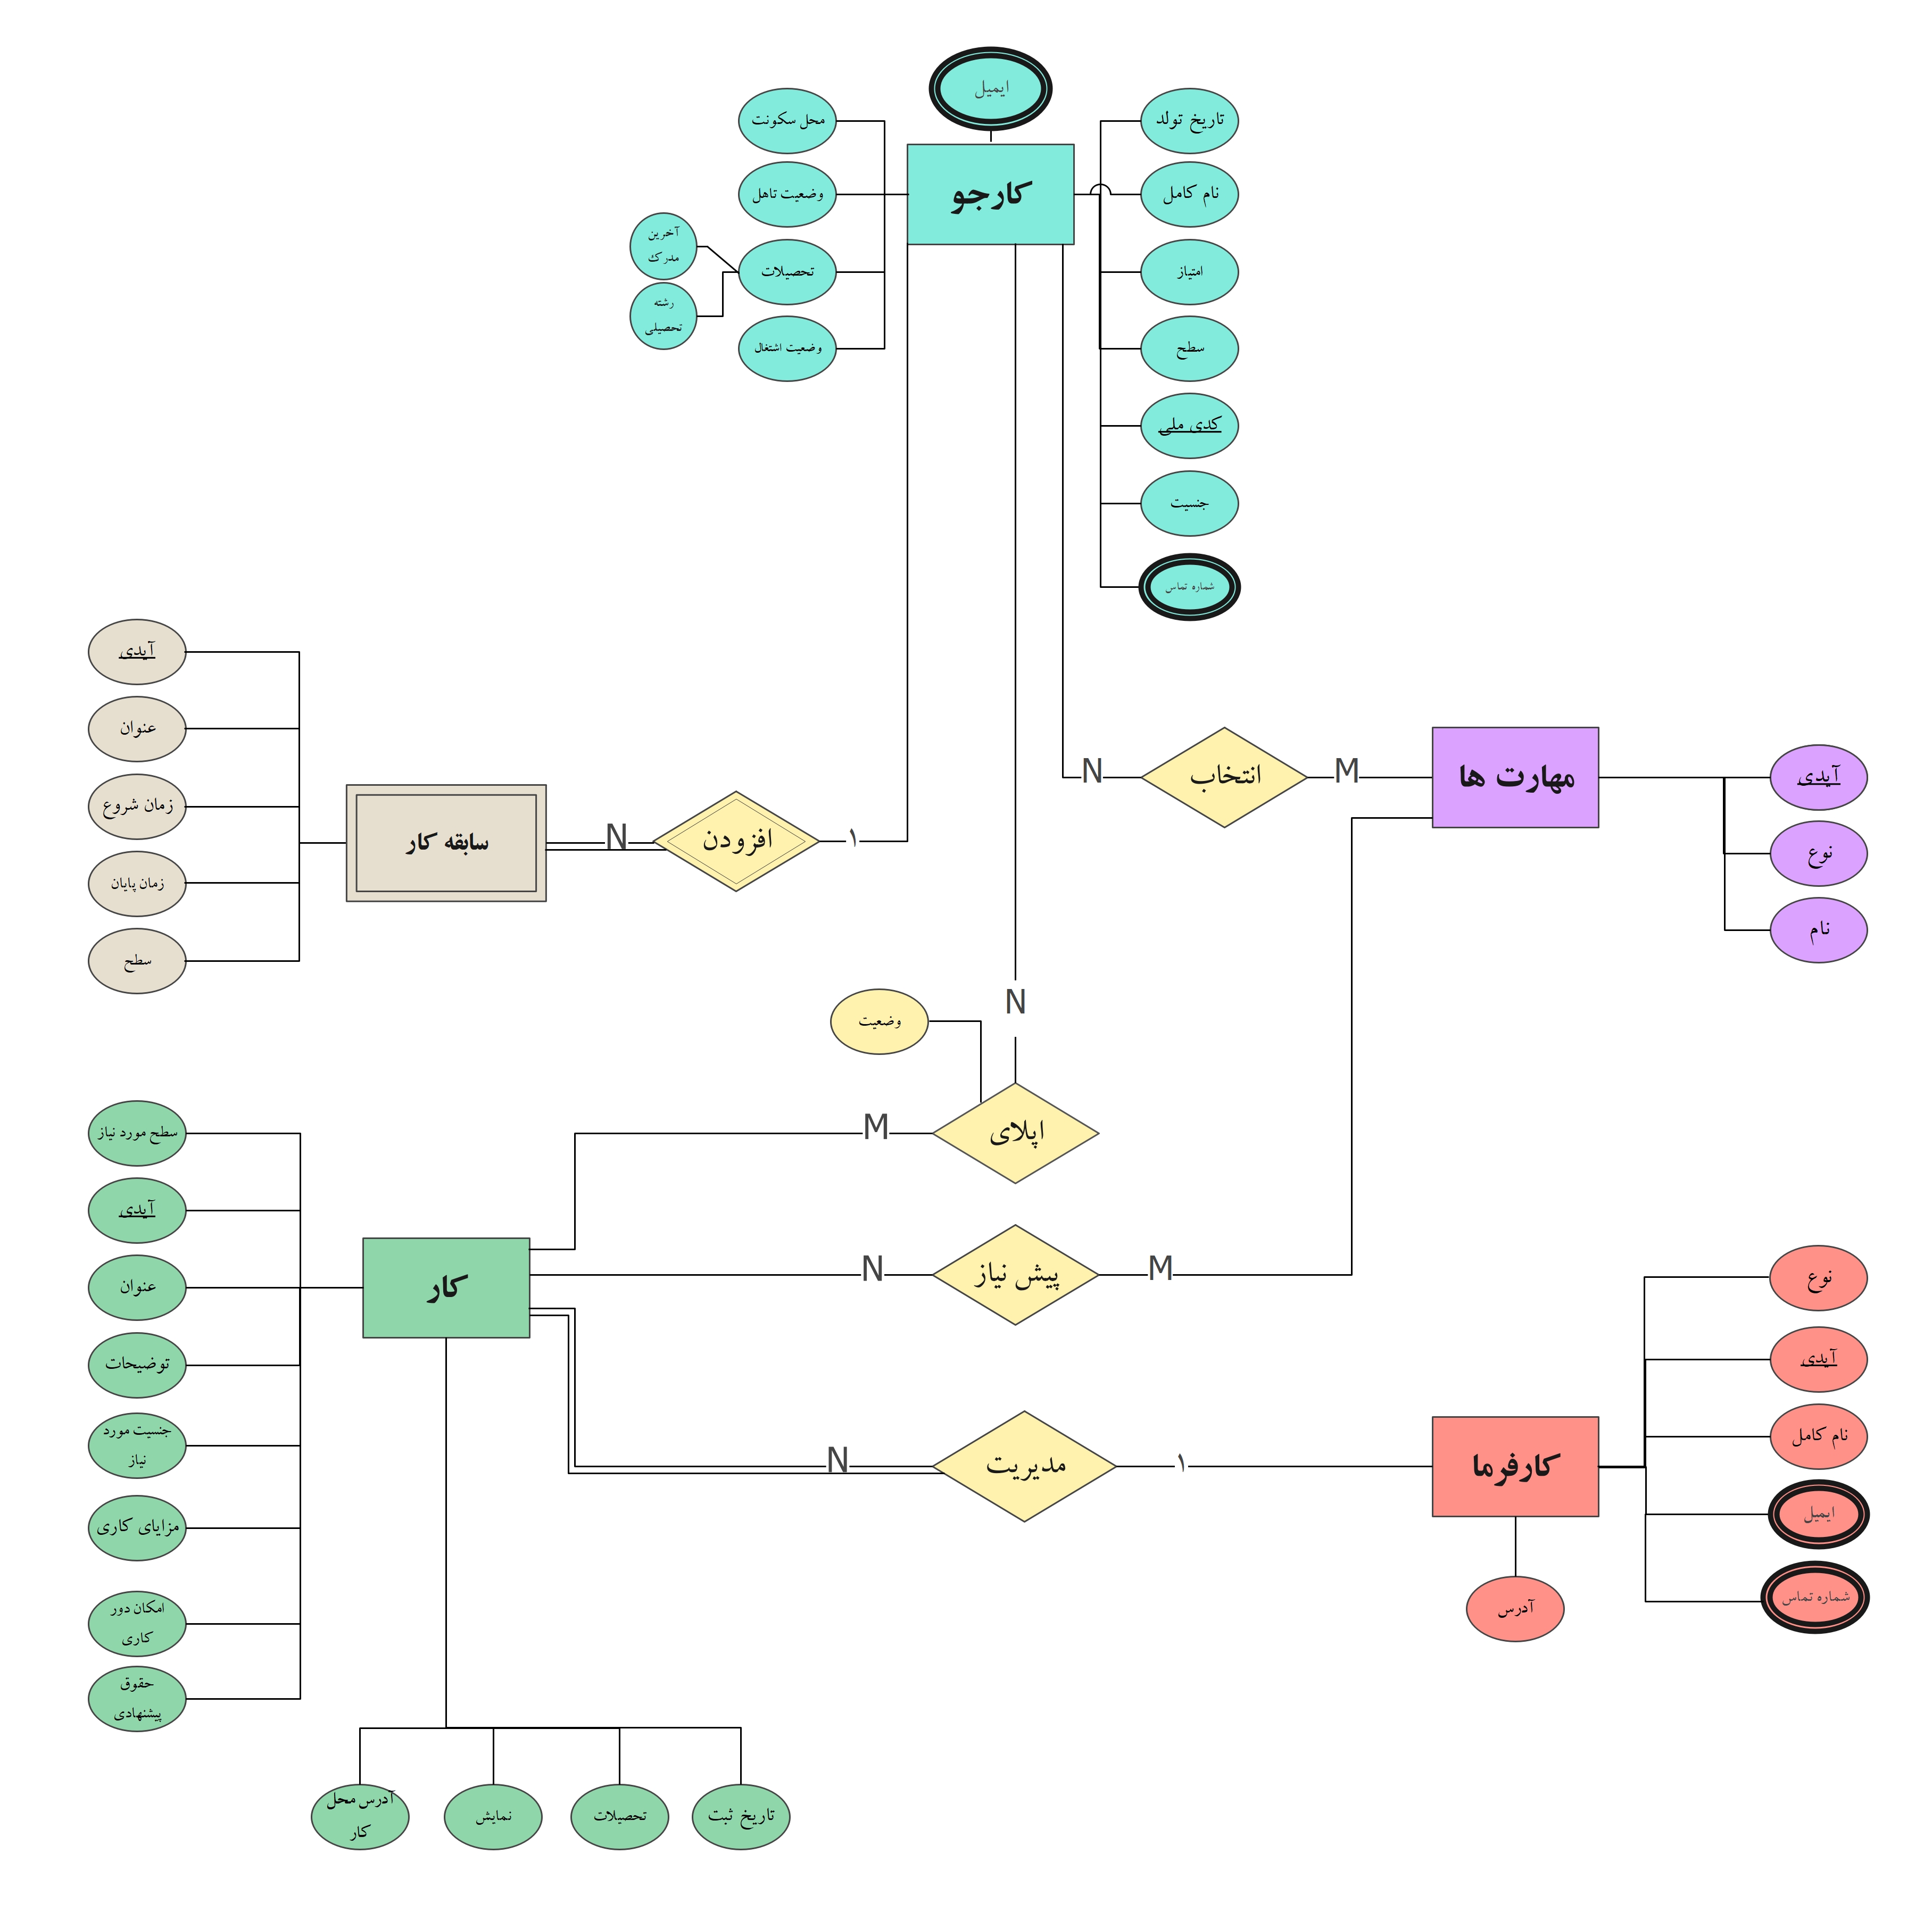 ایمیل
محل سکونت
تاریخ تولد
وضعیت تاهل
کارجو
نام کامل
آخرین
مدرک
تحصیلات
امتیاز
رشته
تحصیلی
وضعیت اشتغال
سطح
کدی ملی
جنسیت
شماره تماس
آیدی
عنوان
زمان شروع
زمان پایان
سطح
سابقه کار
N
افزودن
۱
N
انتخاب
M
مهارت ها
آیدی
نوع
نام
وضعیت
N
M
اپلای
سطح مورد نیاز
آیدی
عنوان
توضیحات
جنسیت مورد
نیاز
مزایای کاری
امکان دور
کاری
حقوق
پیشنهادی
کار
N
پیش نیاز
M
N
مدیریت
۱
کارفرما
نوع
آیدی
نام کامل
ایمیل
شماره تماس
آدرس
آدرس محل
کار
نمایش
تحصیلات
تاریخ ثبت